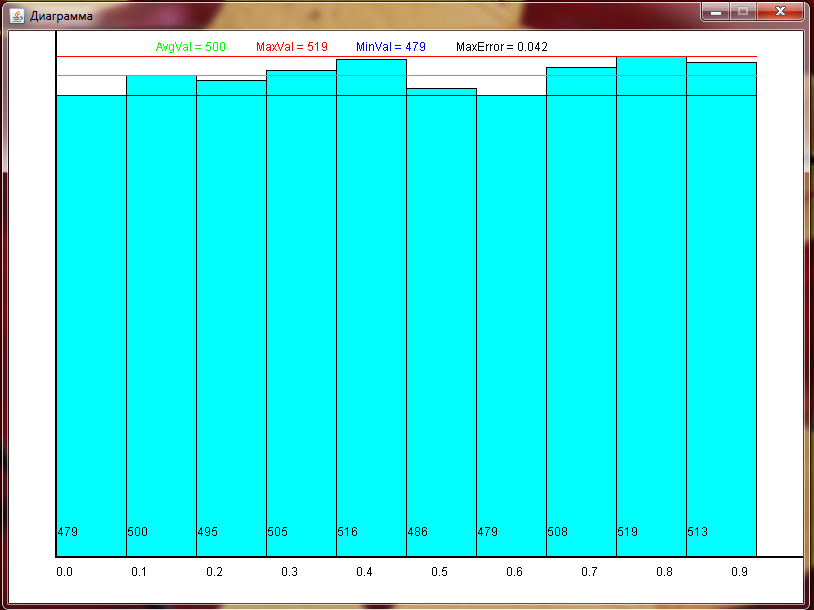 Диаграмма
AvgVal = 500 MaxVal = 519 MinVal = 479 MaxError = 0.042
479 500 495 505 516 486 479 508 519 513
0.0 0.1 0.2 0.3 0.4 0.5 0.6 0.7 0.8 0.9